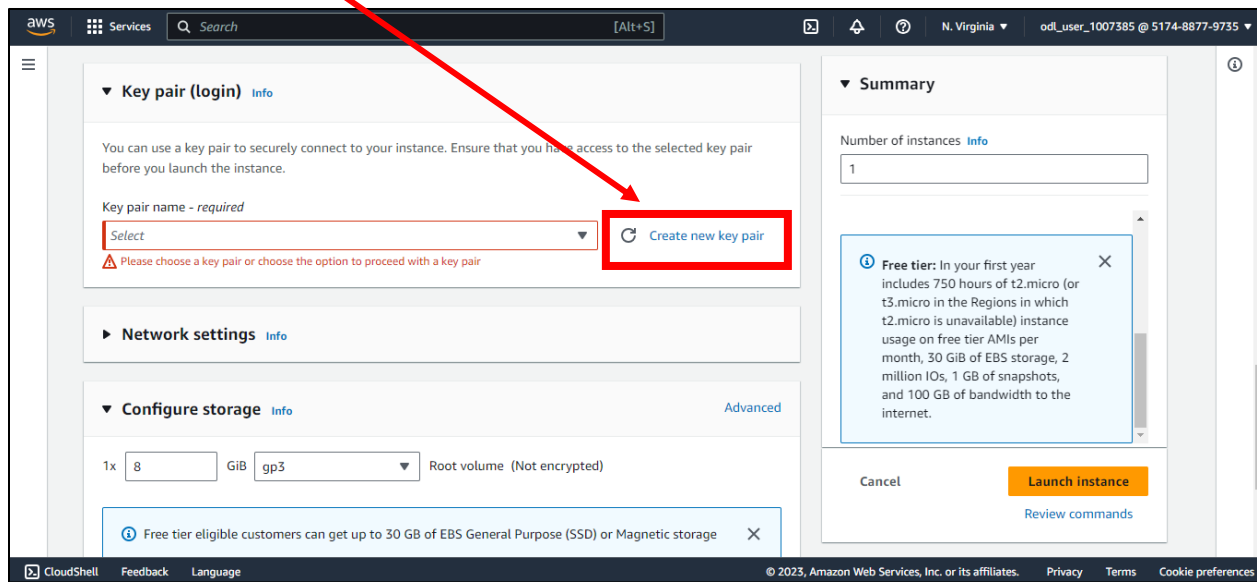 aws Services Search [Alt+S] N. Virginia odl_user_1007385 @ 5174-8877-9735
Key pair (login) Info
You can use a key pair to securely connect to your instance. Ensure that you have access to the selected key pair
before you launch the instance.
Key pair name - required
Select
Create new key pair
Please choose a key pair or choose the option to proceed with a key pair
Network settings Info
Configure storage Info
Advanced
1x 8 GiB gp3 Root volume (Not encrypted)
Free tier eligible customers can get up to 30 GB of EBS General Purpose (SSD) or Magnetic storage
Summary
Number of instances Info
1
Free tier: In your first year
includes 750 hours of t2.micro (or
t3.micro in the Regions in which
t2.micro is unavailable) instance
usage on free tier AMIs per
month, 30 GiB of EBS storage, 2
million IOs, 1 GB of snapshots,
and 100 GB of bandwidth to the
internet.
Cancel
Launch instance
Review commands
CloudShell Feedback Language © 2023, Amazon Web Services, Inc. or its affiliates. Privacy Terms Cookie preferences